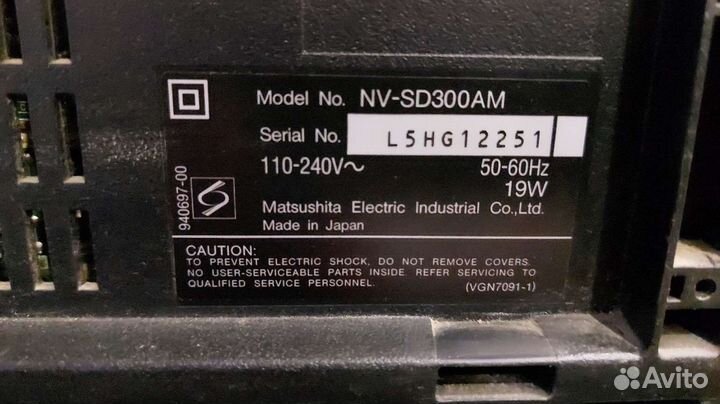 Model No. NV-SD300AM
Serial No. L5HG12251
110-240V~ 50-60Hz
19W
940697-00
Matsushita Electric Industrial Co.,Ltd.
Made in Japan
CAUTION:
TO PREVENT ELECTRIC SHOCK, DO NOT REMOVE COVERS.
NO USER-SERVICEABLE PARTS INSIDE REFER SERVICING TO
QUALIFIED SERVICE PERSONNEL. (VGN7091-1)
Avito